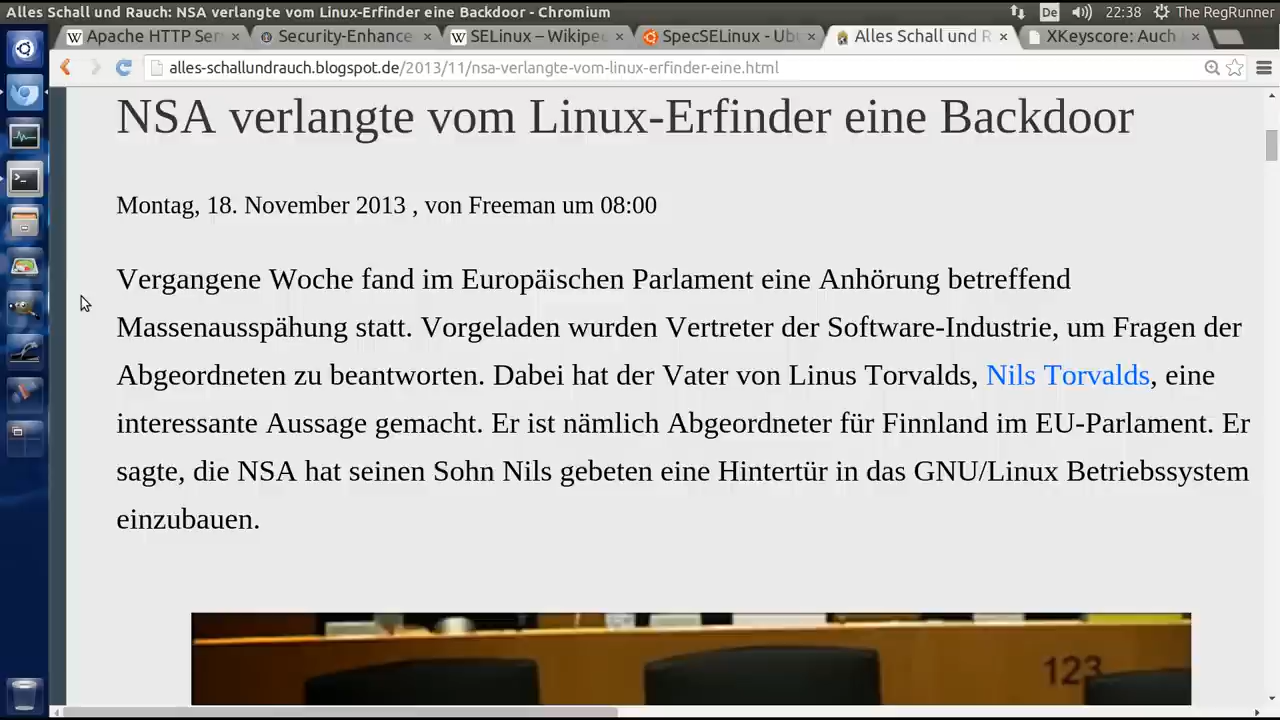 Alles Schall und Rauch: NSA verlangte vom Linux-Erfinder eine Backdoor - Chromium
De
22:38
The RegRunner
Apache HTTP Ser
Security-Enhance
SELinux – Wikipe
SpecSELinux - Ub
Alles Schall und R
XKeyscore: Auch
alles-schallundrauch.blogspot.de/2013/11/nsa-verlangte-vom-linux-erfinder-eine.html
NSA verlangte vom Linux-Erfinder eine Backdoor
Montag, 18. November 2013 , von Freeman um 08:00
Vergangene Woche fand im Europäischen Parlament eine Anhörung betreffend
Massenausspähung statt. Vorgeladen wurden Vertreter der Software-Industrie, um Fragen der
Abgeordneten zu beantworten. Dabei hat der Vater von Linus Torvalds, Nils Torvalds, eine
interessante Aussage gemacht. Er ist nämlich Abgeordneter für Finnland im EU-Parlament. Er
sagte, die NSA hat seinen Sohn Nils gebeten eine Hintertür in das GNU/Linux Betriebssystem
einzubauen.
123